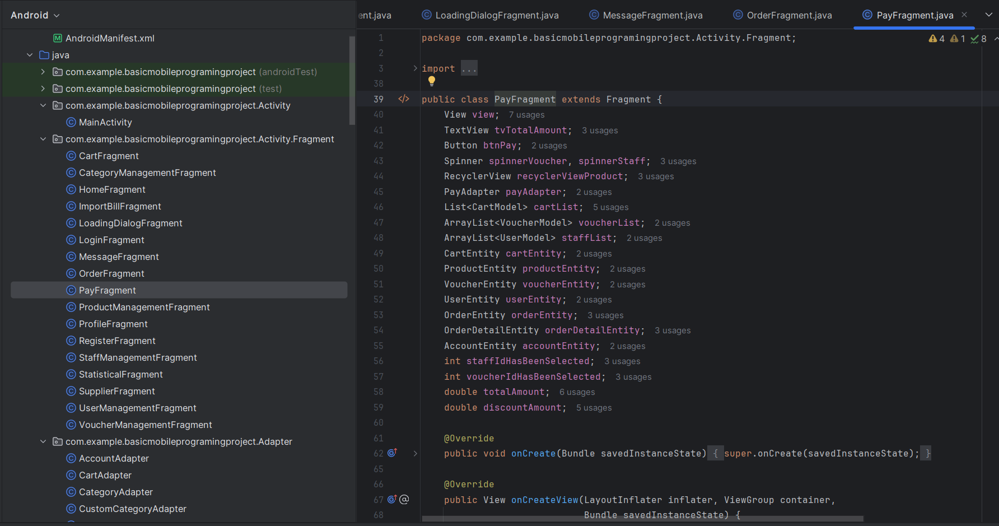 Android
AndroidManifest.xml
java
com.example.basicmobileprogramingproject (androidTest)
com.example.basicmobileprogramingproject (test)
com.example.basicmobileprogramingproject.Activity
MainActivity
com.example.basicmobileprogramingproject.Activity.Fragment
CartFragment
CategoryManagementFragment
HomeFragment
ImportBillFragment
LoadingDialogFragment
LoginFragment
MessageFragment
OrderFragment
PayFragment
ProductManagementFragment
ProfileFragment
RegisterFragment
StaffManagementFragment
StatisticalFragment
SupplierFragment
UserManagementFragment
VoucherManagementFragment
com.example.basicmobileprogramingproject.Adapter
AccountAdapter
CartAdapter
CategoryAdapter
CustomCategoryAdapter
ent.java LoadingDialogFragment.java MessageFragment.java OrderFragment.java PayFragment.java
4 1 8
1 package com.example.basicmobileprogramingproject.Activity.Fragment;
2
3 import ...
38
39 public class PayFragment extends Fragment {
40 View view; 7 usages
41 TextView tvTotalAmount; 3 usages
42 Button btnPay; 2 usages
43 Spinner spinnerVoucher, spinnerStaff; 3 usages
44 RecyclerView recyclerViewProduct; 3 usages
45 PayAdapter payAdapter; 2 usages
46 List<CartModel> cartList; 5 usages
47 ArrayList<VoucherModel> voucherList; 2 usages
48 ArrayList<UserModel> staffList; 2 usages
49 CartEntity cartEntity; 2 usages
50 ProductEntity productEntity; 2 usages
51 VoucherEntity voucherEntity; 2 usages
52 UserEntity userEntity; 2 usages
53 OrderEntity orderEntity; 3 usages
54 OrderDetailEntity orderDetailEntity; 3 usages
55 AccountEntity accountEntity; 2 usages
56 int staffIdHasBeenSelected; 3 usages
57 int voucherIdHasBeenSelected; 3 usages
58 double totalAmount; 6 usages
59 double discountAmount; 5 usages
60
61 @Override
62 public void onCreate(Bundle savedInstanceState) { super.onCreate(savedInstanceState); }
65
66 @Override
67 public View onCreateView(LayoutInflater inflater, ViewGroup container,
68 Bundle savedInstanceState) {